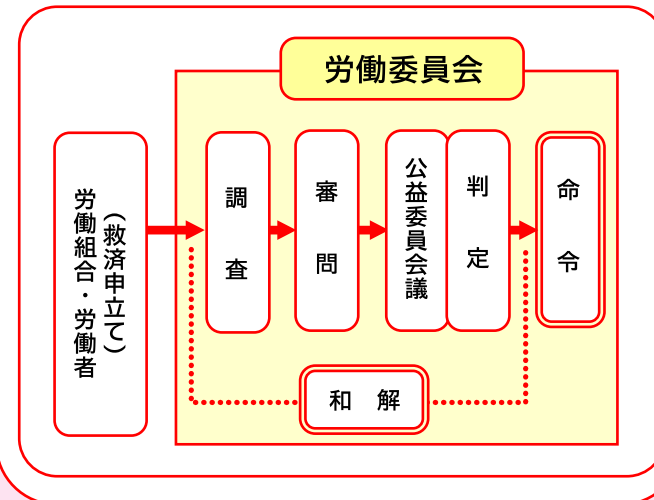 労働委員会
労働組合・労働者
（救済申立て）
調査
審問
公益委員会議
判定
命令
和解